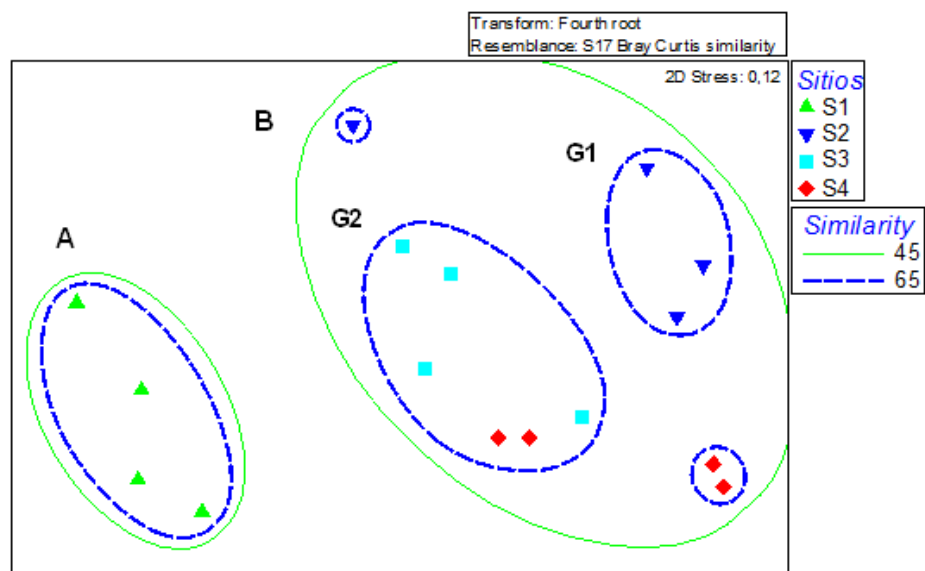 Transform: Fourth root
Resemblance: S17 Bray Curtis similarity
2D Stress: 0,12
Sitios
S1
S2
S3
S4
Similarity
45
65
B
G1
G2
A